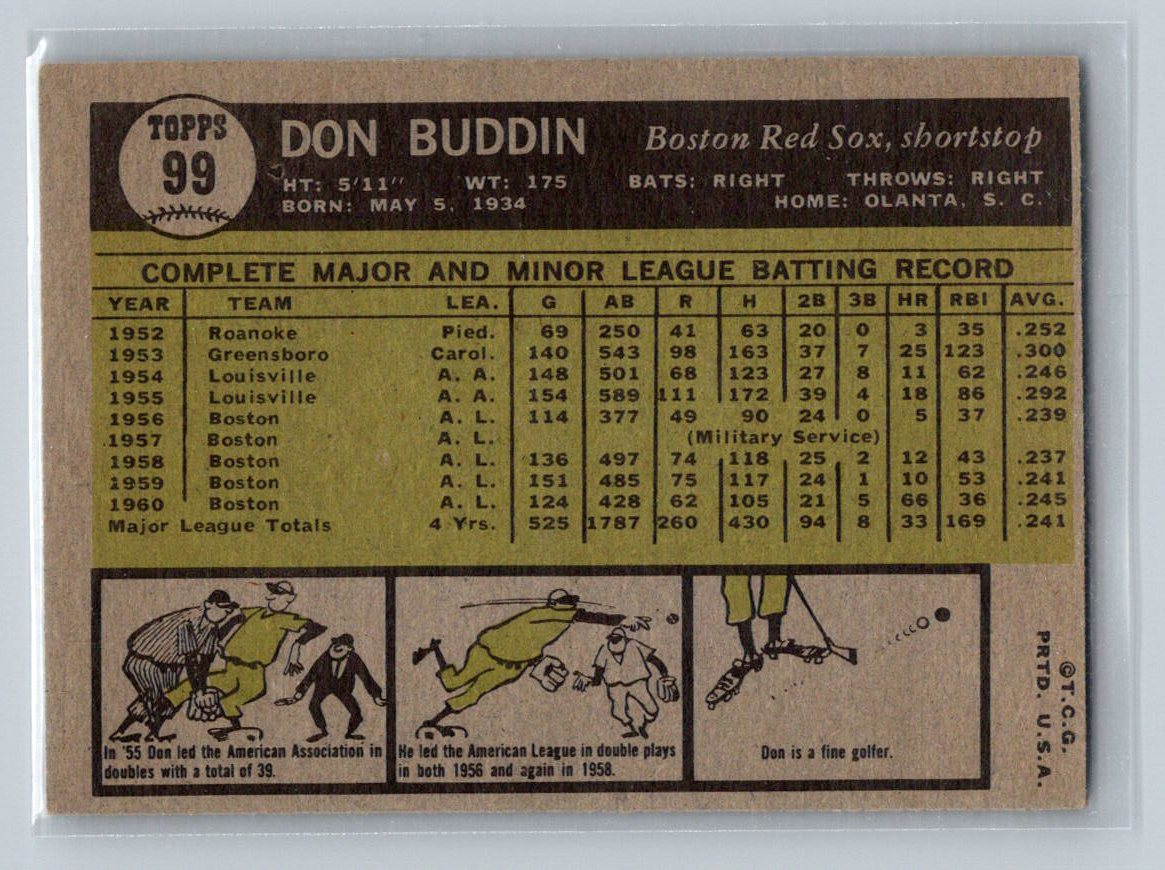 TOPPS
99
DON BUDDIN Boston Red Sox, shortstop
HT: 5'11" WT: 175 BATS: RIGHT THROWS: RIGHT
BORN: MAY 5, 1934 HOME: OLANTA, S. C.
COMPLETE MAJOR AND MINOR LEAGUE BATTING RECORD
YEAR TEAM LEA. G AB R H 2B 3B HR RBI AVG.
1952 Roanoke Pied. 69 250 41 63 20 0 3 35 .252
1953 Greensboro Carol. 140 543 98 163 37 7 25 123 .300
1954 Louisville A. A. 148 501 68 123 27 8 11 62 .246
1955 Louisville A. A. 154 589 111 172 39 4 18 86 .292
1956 Boston A. L. 114 377 49 90 24 0 5 37 .239
1957 Boston A. L. (Military Service)
1958 Boston A. L. 136 497 74 118 25 2 12 43 .237
1959 Boston A. L. 151 485 75 117 24 1 10 53 .241
1960 Boston A. L. 124 428 62 105 21 5 66 36 .245
Major League Totals 4 Yrs. 525 1787 260 430 94 8 33 169 .241
In '55 Don led the American Association in
doubles with a total of 39.
He led the American League in double plays
in both 1956 and again in 1958.
Don is a fine golfer.
©T.C.G.
PRTD. U.S.A.